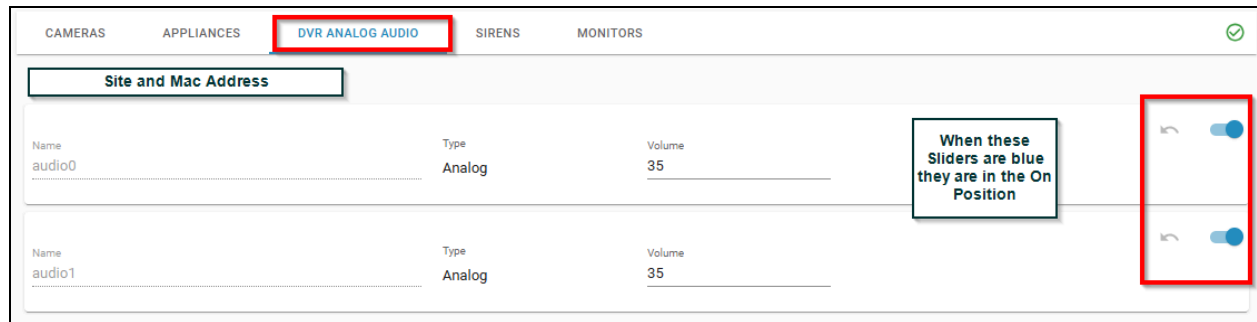 CAMERAS APPLIANCES DVR ANALOG AUDIO SIRENS MONITORS
Site and Mac Address
Name Type Volume
audio0 Analog 35
When these
Sliders are blue
they are in the On
Position
Name Type Volume
audio1 Analog 35